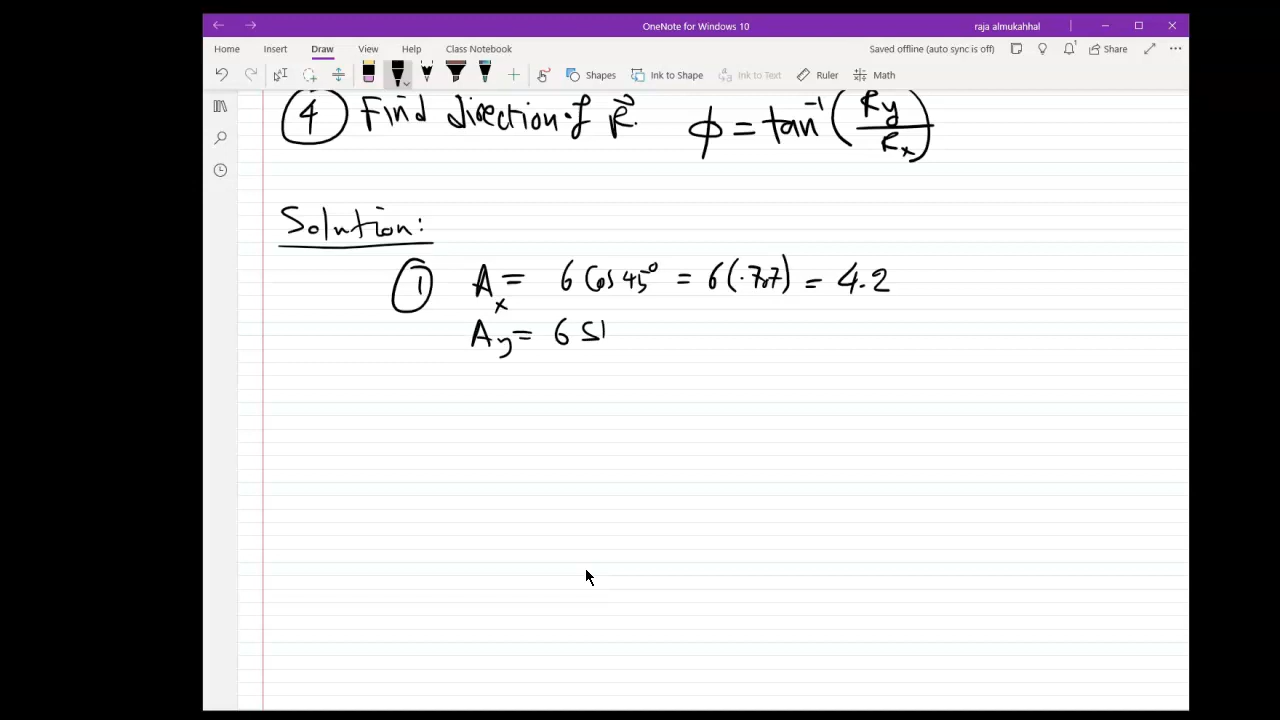 OneNote for Windows 10
raja almukahhal
Home Insert Draw View Help Class Notebook
Saved offline (auto sync is off) Share
Shapes Ink to Shape Ink to Text Ruler Math
④ Find direction of R⃗. ϕ = tan⁻¹ (Ry/Rx)
Solution:
① Aₓ = 6 Cos 45° = 6(.707) = 4.2
Ay = 6 SI